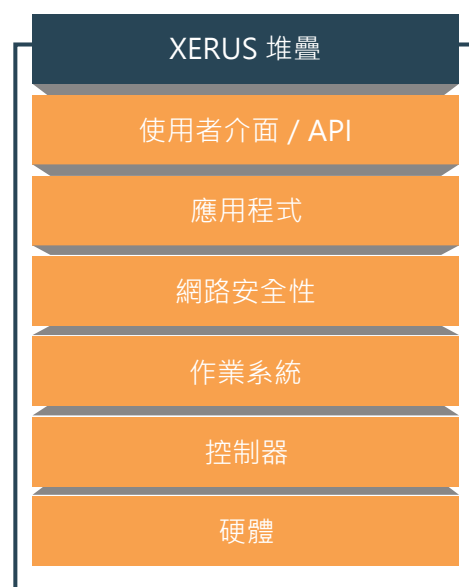 XERUS 堆疊
使用者介面 / API
應用程式
網路安全性
作業系統
控制器
硬體